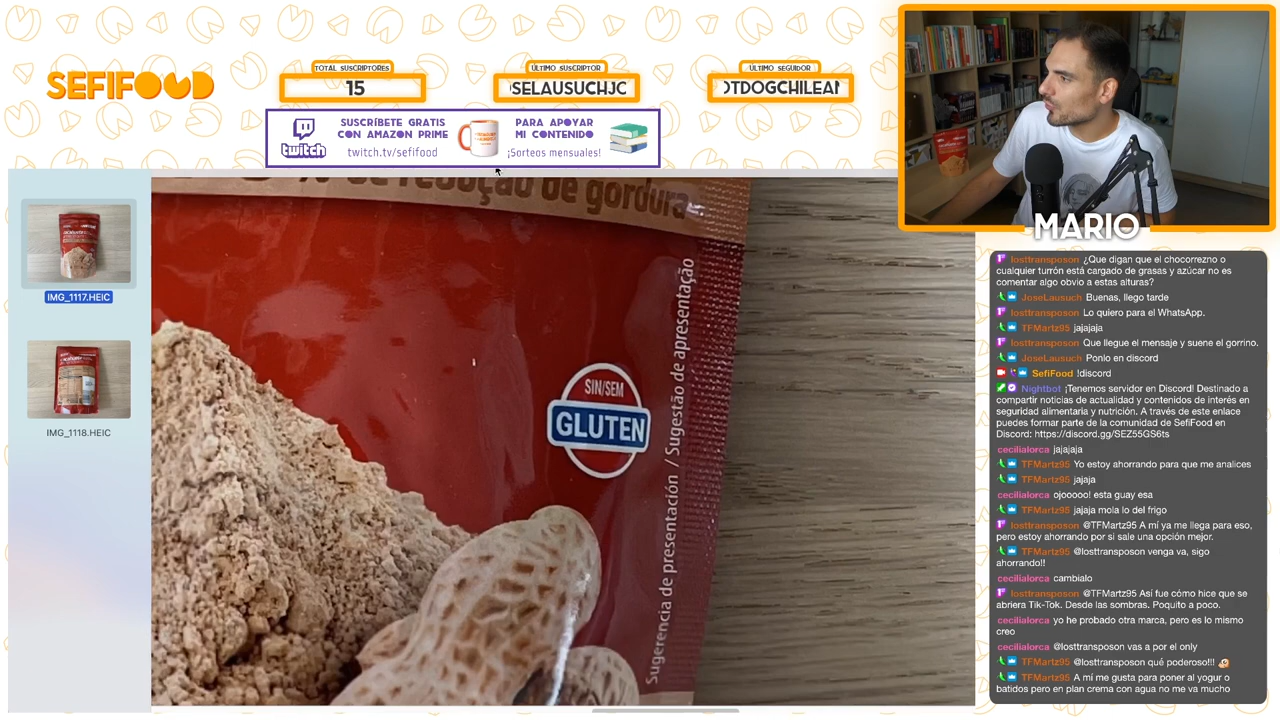 SEFIFOOD
TOTAL SUSCRIPTORES
15
ÚLTIMO SUSCRIPTOR
SELAUSUCHJC
ÚLTIMO SEGUIDOR
OTDOGCHILEAN
twitch
SUSCRÍBETE GRATIS
CON AMAZON PRIME
twitch.tv/sefifood
PARA APOYAR
MI CONTENIDO
¡Sorteos mensuales!
MARIO
IMG_1117.HEIC
IMG_1118.HEIC
% de redução de gordura
SIN/SEM
GLUTEN
Sugerencia de presentación / Sugestão de apresentação
losttransposon ¿Que digan que el chocorrezno o
cualquier turrón está cargado de grasas y azúcar no es
comentar algo obvio a estas alturas?
JoseLausuch Buenas, llego tarde
losttransposon Lo quiero para el WhatsApp.
TFMartz95 jajajaja
losttransposon Que llegue el mensaje y suene el gorrino.
JoseLausuch Ponlo en discord
SefiFood !discord
Nightbot ¡Tenemos servidor en Discord! Destinado a
compartir noticias de actualidad y contenidos de interés en
seguridad alimentaria y nutrición. A través de este enlace
puedes formar parte de la comunidad de SefiFood en
Discord: https://discord.gg/SEZ55GS6ts
cecilialorca jajajaja
TFMartz95 Yo estoy ahorrando para que me analices
TFMartz95 jajaja
cecilialorca ojooooo! esta guay esa
TFMartz95 jajaja mola lo del frigo
losttransposon @TFMartz95 A mí ya me llega para eso,
pero estoy ahorrando por si sale una opción mejor.
TFMartz95 @losttransposon venga va, sigo
ahorrando!!
cecilialorca cambialo
losttransposon @TFMartz95 Así fue cómo hice que se
abriera Tik-Tok. Desde las sombras. Poquito a poco.
cecilialorca yo he probado otra marca, pero es lo mismo
creo
cecilialorca @losttransposon vas a por el only
TFMartz95 @losttransposon qué poderoso!!!
TFMartz95 A mí me gusta para poner al yogur o
batidos pero en plan crema con agua no me va mucho